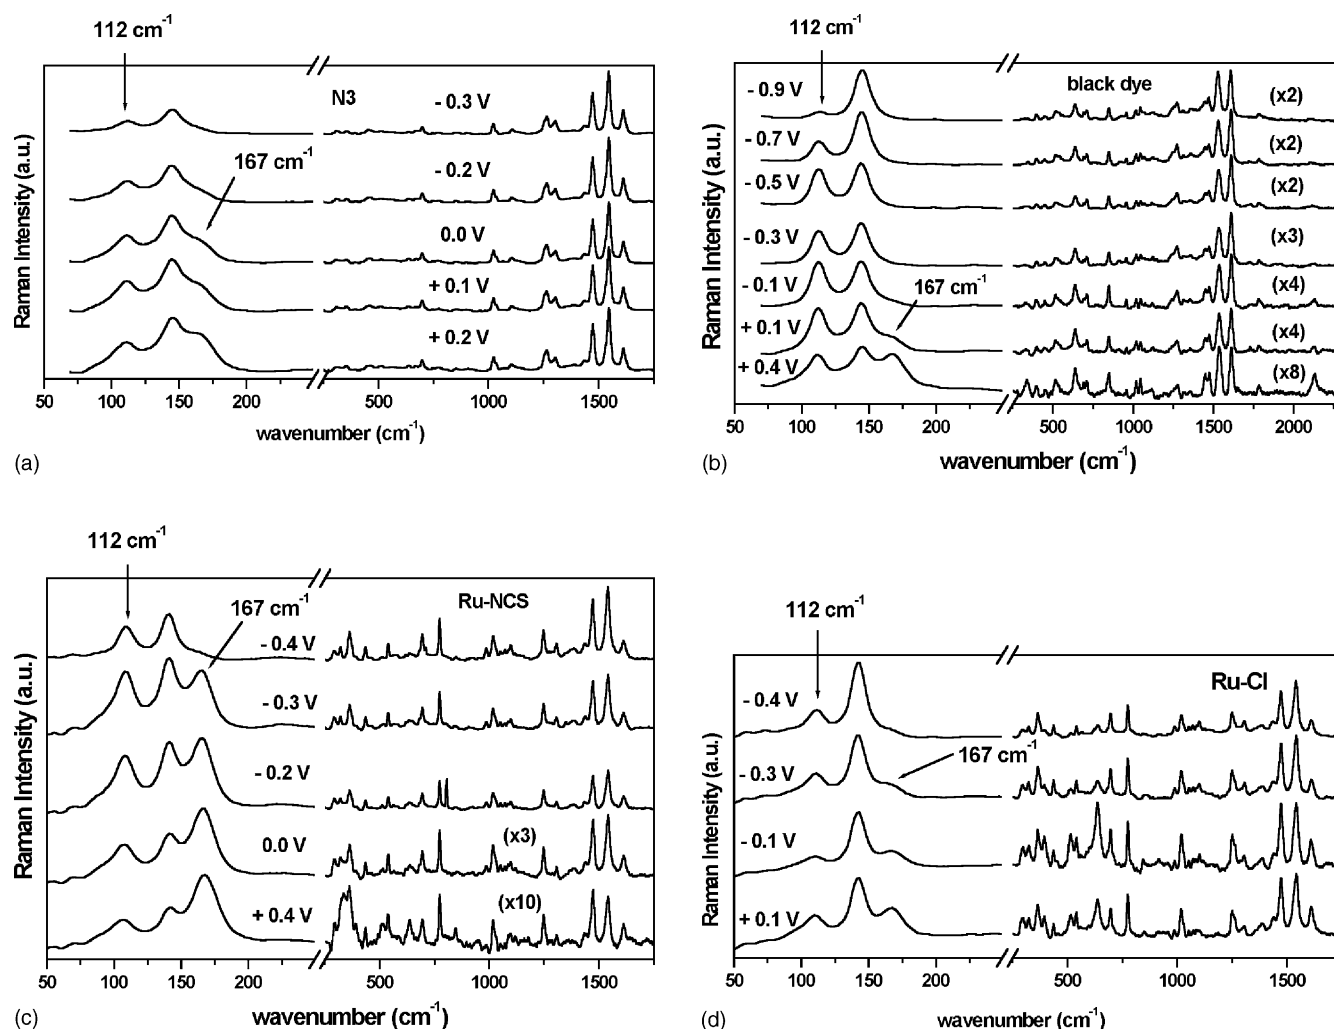 112 cm-1
N3
- 0.3 V
167 cm-1
- 0.2 V
0.0 V
+ 0.1 V
+ 0.2 V
Raman Intensity (a.u.)
50 100 150 200 500 1000 1500
wavenumber (cm-1)
(a)
112 cm-1
black dye
- 0.9 V (x2)
- 0.7 V (x2)
- 0.5 V (x2)
- 0.3 V (x3)
- 0.1 V 167 cm-1 (x4)
+ 0.1 V (x4)
+ 0.4 V (x8)
Raman Intensity (a.u.)
50 100 150 200 500 1000 1500 2000
wavenumber (cm-1)
(b)
112 cm-1
Ru-NCS
167 cm-1
- 0.4 V
- 0.3 V
- 0.2 V
0.0 V (x3)
+ 0.4 V (x10)
Raman Intensity (a.u.)
50 100 150 200 500 1000 1500
wavenumber (cm-1)
(c)
112 cm-1
Ru-Cl
- 0.4 V
167 cm-1
- 0.3 V
- 0.1 V
+ 0.1 V
Raman Intensity (a.u.)
50 100 150 200 500 1000 1500
wavenumber (cm-1)
(d)